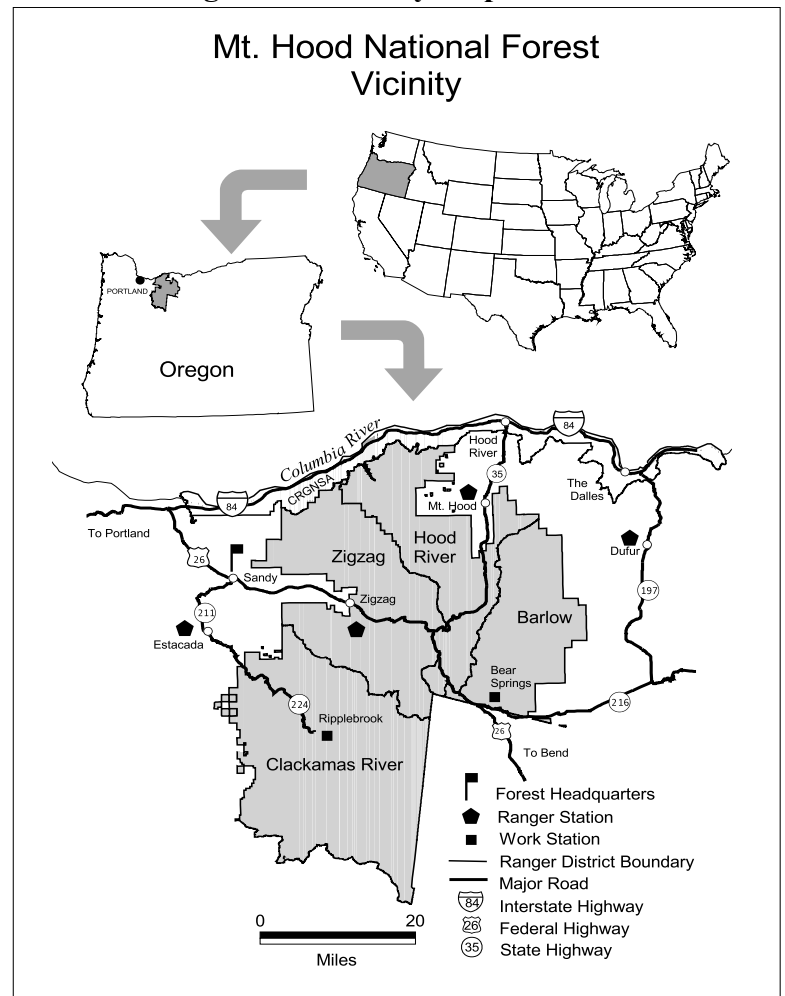 Mt. Hood National Forest
Vicinity
PORTLAND
Oregon
Columbia River
CRGNSA
84
84
Hood
River
35
The
Dalles
Mt. Hood
To Portland
26
Sandy
Zigzag
Hood
River
Dufur
Zigzag
197
211
Estacada
Barlow
Bear
Springs
224
Ripplebrook
216
26
To Bend
Clackamas River
Forest Headquarters
Ranger Station
Work Station
Ranger District Boundary
Major Road
84 Interstate Highway
26 Federal Highway
35 State Highway
0 20
Miles